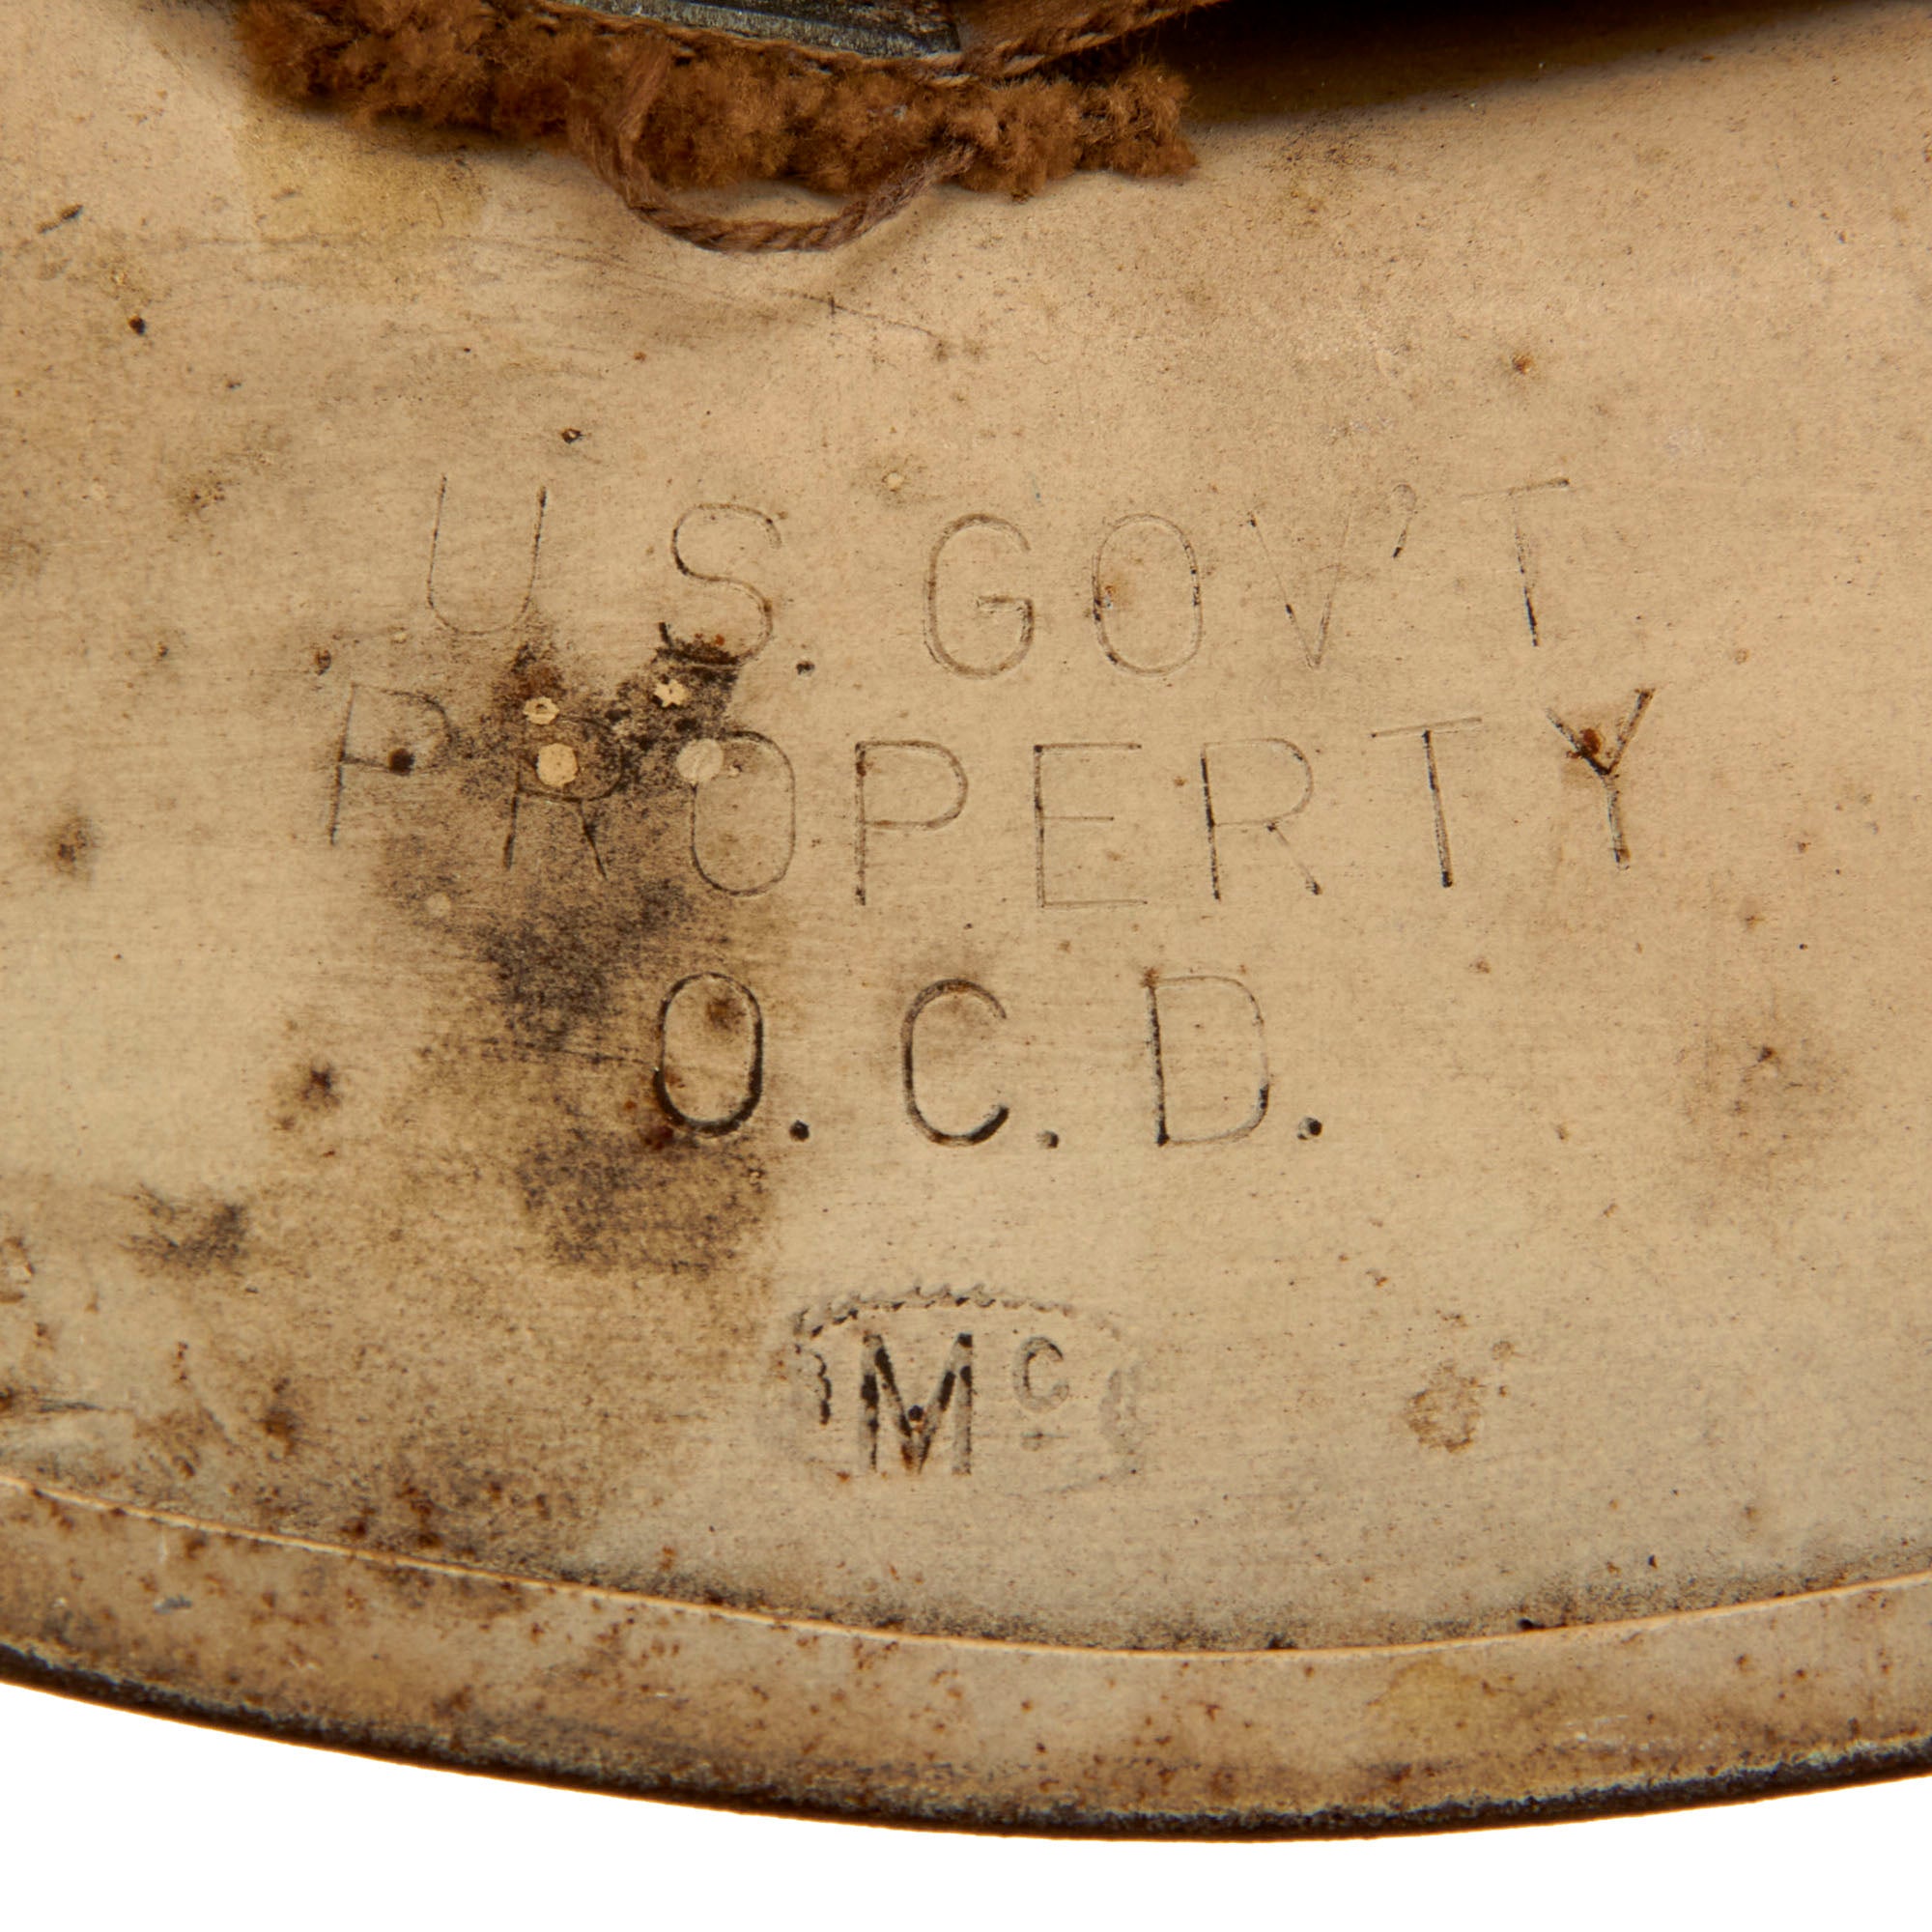 U.S. GOV'T
PROPERTY
O.C.D.
Mc